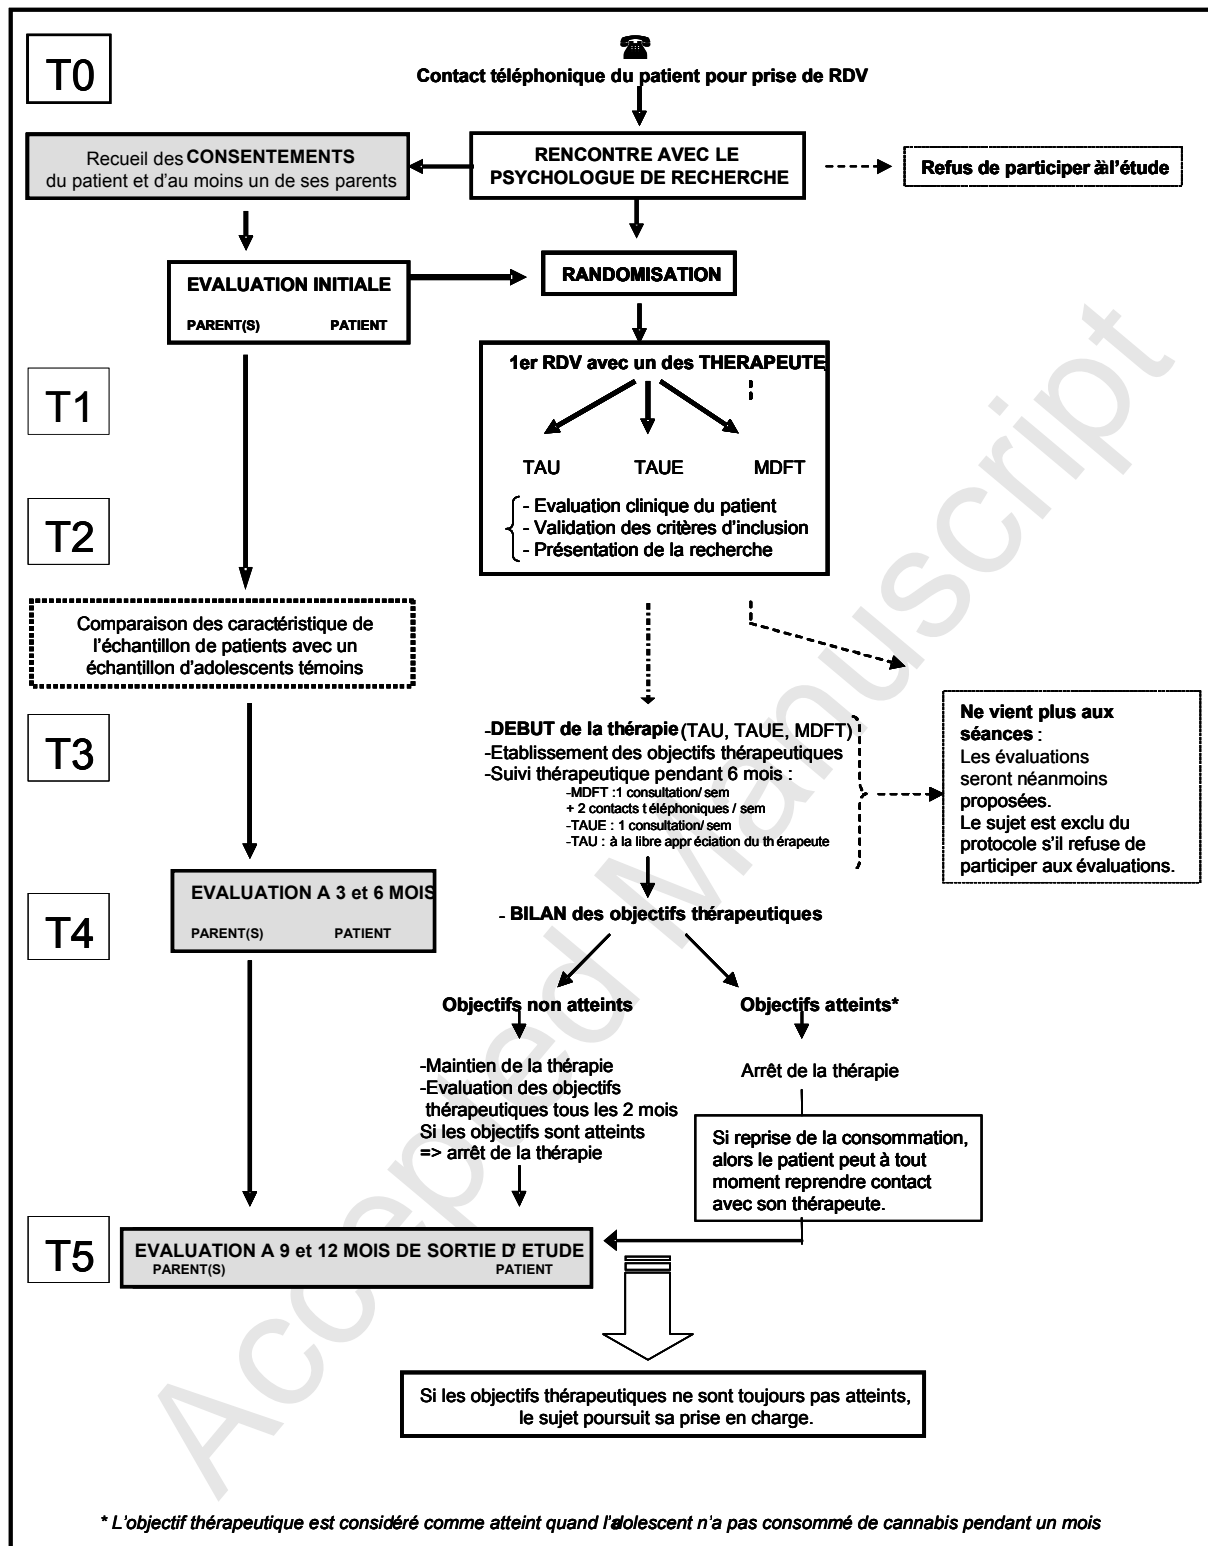 T0
Contact téléphonique du patient pour prise de RDV
Recueil des CONSENTEMENTS
du patient et d'au moins un de ses parents
RENCONTRE AVEC LE
PSYCHOLOGUE DE RECHERCHE
Refus de participer à l'étude
EVALUATION INITIALE
PARENT(S) PATIENT
RANDOMISATION
T1
1er RDV avec un des THERAPEUTE
TAU TAUE MDFT
T2
- Evaluation clinique du patient
- Validation des critères d'inclusion
- Présentation de la recherche
Comparaison des caractéristique de
l'échantillon de patients avec un
échantillon d'adolescents témoins
T3
-DEBUT de la thérapie (TAU, TAUE, MDFT)
-Etablissement des objectifs thérapeutiques
-Suivi thérapeutique pendant 6 mois :
-MDFT :1 consultation/ sem
+ 2 contacts téléphoniques / sem
-TAUE : 1 consultation/ sem
-TAU : à la libre appréciation du thérapeute
Ne vient plus aux
séances :
Les évaluations
seront néanmoins
proposées.
Le sujet est exclu du
protocole s'il refuse de
participer aux évaluations.
T4
EVALUATION A 3 et 6 MOIS
PARENT(S) PATIENT
- BILAN des objectifs thérapeutiques
Objectifs non atteints
Objectifs atteints*
-Maintien de la thérapie
-Evaluation des objectifs
thérapeutiques tous les 2 mois
Si les objectifs sont atteints
=> arrêt de la thérapie
Arrêt de la thérapie
Si reprise de la consommation,
alors le patient peut à tout
moment reprendre contact
avec son thérapeute.
T5
EVALUATION A 9 et 12 MOIS DE SORTIE D' ETUDE
PARENT(S) PATIENT
Si les objectifs thérapeutiques ne sont toujours pas atteints,
le sujet poursuit sa prise en charge.
* L'objectif thérapeutique est considéré comme atteint quand l'adolescent n'a pas consommé de cannabis pendant un mois
Accepted Manuscript